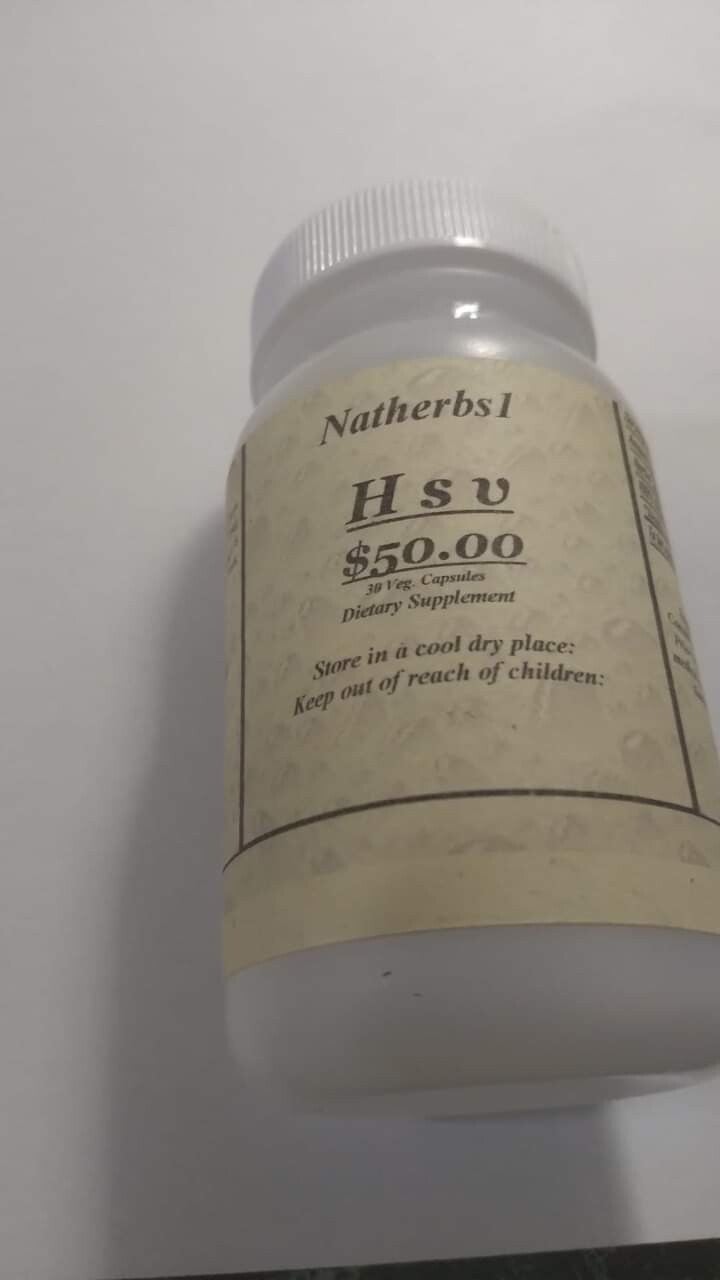 Natherbs1
Hsv
$50.00
30 Veg. Capsules
Dietary Supplement
Store in a cool dry place:
Keep out of reach of children: